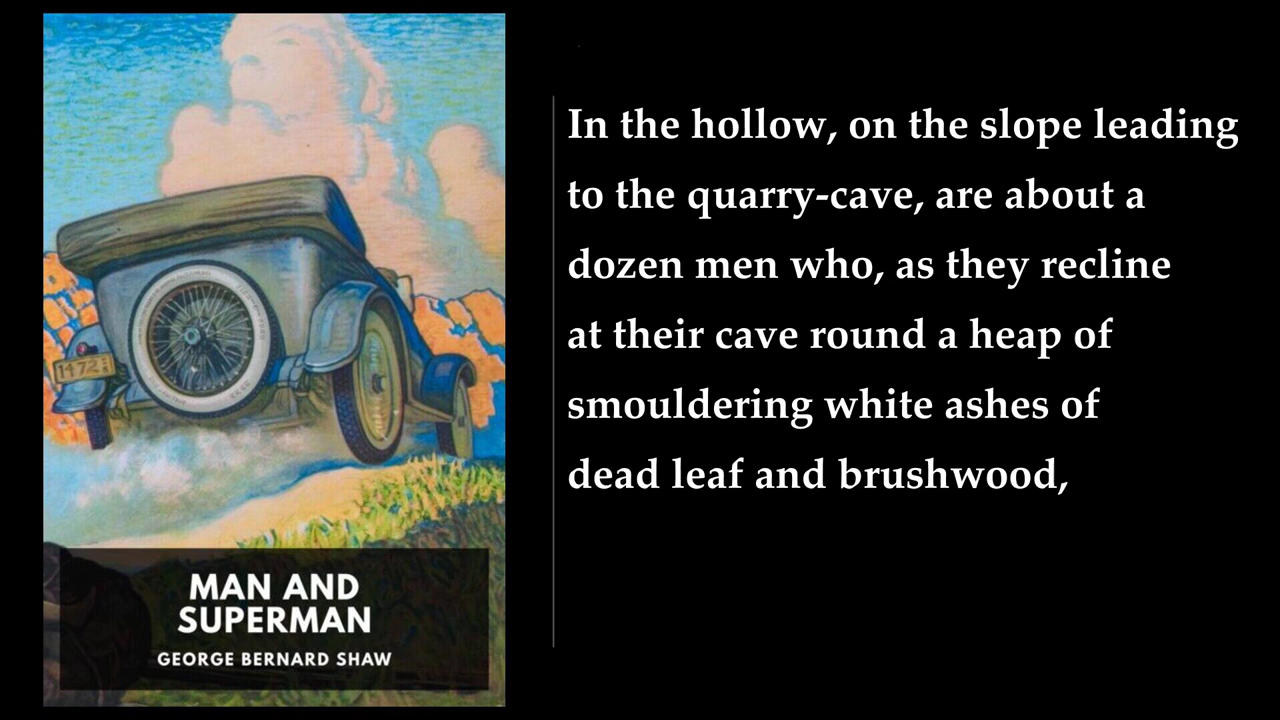 In the hollow, on the slope leading
to the quarry-cave, are about a
dozen men who, as they recline
at their cave round a heap of
smouldering white ashes of
dead leaf and brushwood,
1472
MAN AND
SUPERMAN
GEORGE BERNARD SHAW